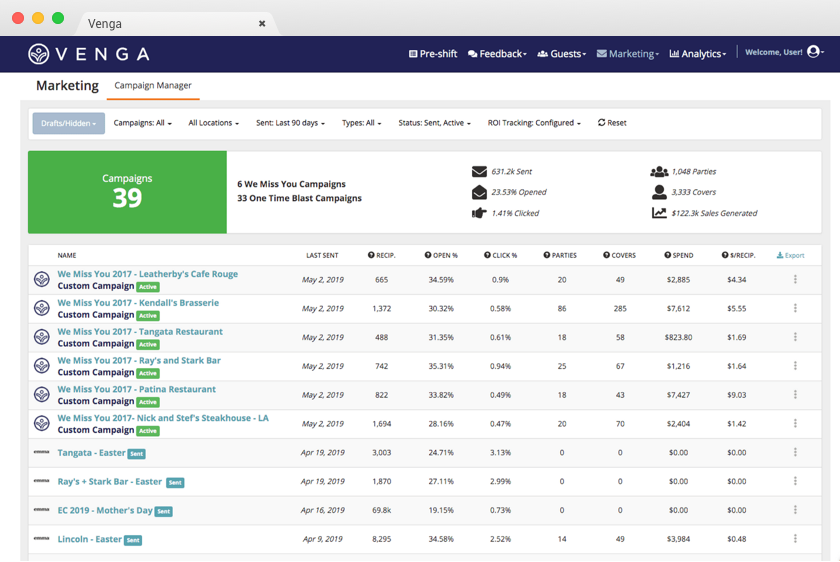 Venga
VENGA
Pre-shift Feedback Guests Marketing Analytics Welcome, User!
Marketing Campaign Manager
Drafts/Hidden Campaigns: All All Locations Sent: Last 90 days Types: All Status: Sent, Active ROI Tracking: Configured Reset
Campaigns
39
6 We Miss You Campaigns
33 One Time Blast Campaigns
631.2k Sent
23.53% Opened
1.41% Clicked
1,048 Parties
3,333 Covers
$122.3k Sales Generated
NAME LAST SENT RECIP. OPEN % CLICK % PARTIES COVERS SPEND $/RECIP. Export
We Miss You 2017 - Leatherby's Cafe Rouge
Custom Campaign Active May 2, 2019 665 34.59% 0.9% 20 49 $2,885 $4.34
We Miss You 2017 - Kendall's Brasserie
Custom Campaign Active May 2, 2019 1,372 30.32% 0.58% 86 285 $7,612 $5.55
We Miss You 2017 - Tangata Restaurant
Custom Campaign Active May 2, 2019 488 31.35% 0.61% 18 58 $823.80 $1.69
We Miss You 2017 - Ray's and Stark Bar
Custom Campaign Active May 2, 2019 742 35.31% 0.94% 25 67 $1,216 $1.64
We Miss You 2017 - Patina Restaurant
Custom Campaign Active May 2, 2019 822 33.82% 0.49% 18 43 $7,427 $9.03
We Miss You 2017- Nick and Stef's Steakhouse - LA
Custom Campaign Active May 2, 2019 1,694 28.16% 0.47% 20 70 $2,404 $1.42
emma Tangata - Easter Sent Apr 19, 2019 3,003 24.71% 3.13% 0 0 $0.00 $0.00
emma Ray's + Stark Bar - Easter Sent Apr 19, 2019 1,870 27.11% 2.99% 0 0 $0.00 $0.00
emma EC 2019 - Mother's Day Sent Apr 16, 2019 69.8k 19.15% 0.73% 0 0 $0.00 $0.00
emma Lincoln - Easter Sent Apr 9, 2019 8,295 34.58% 2.52% 14 49 $3,984 $0.48